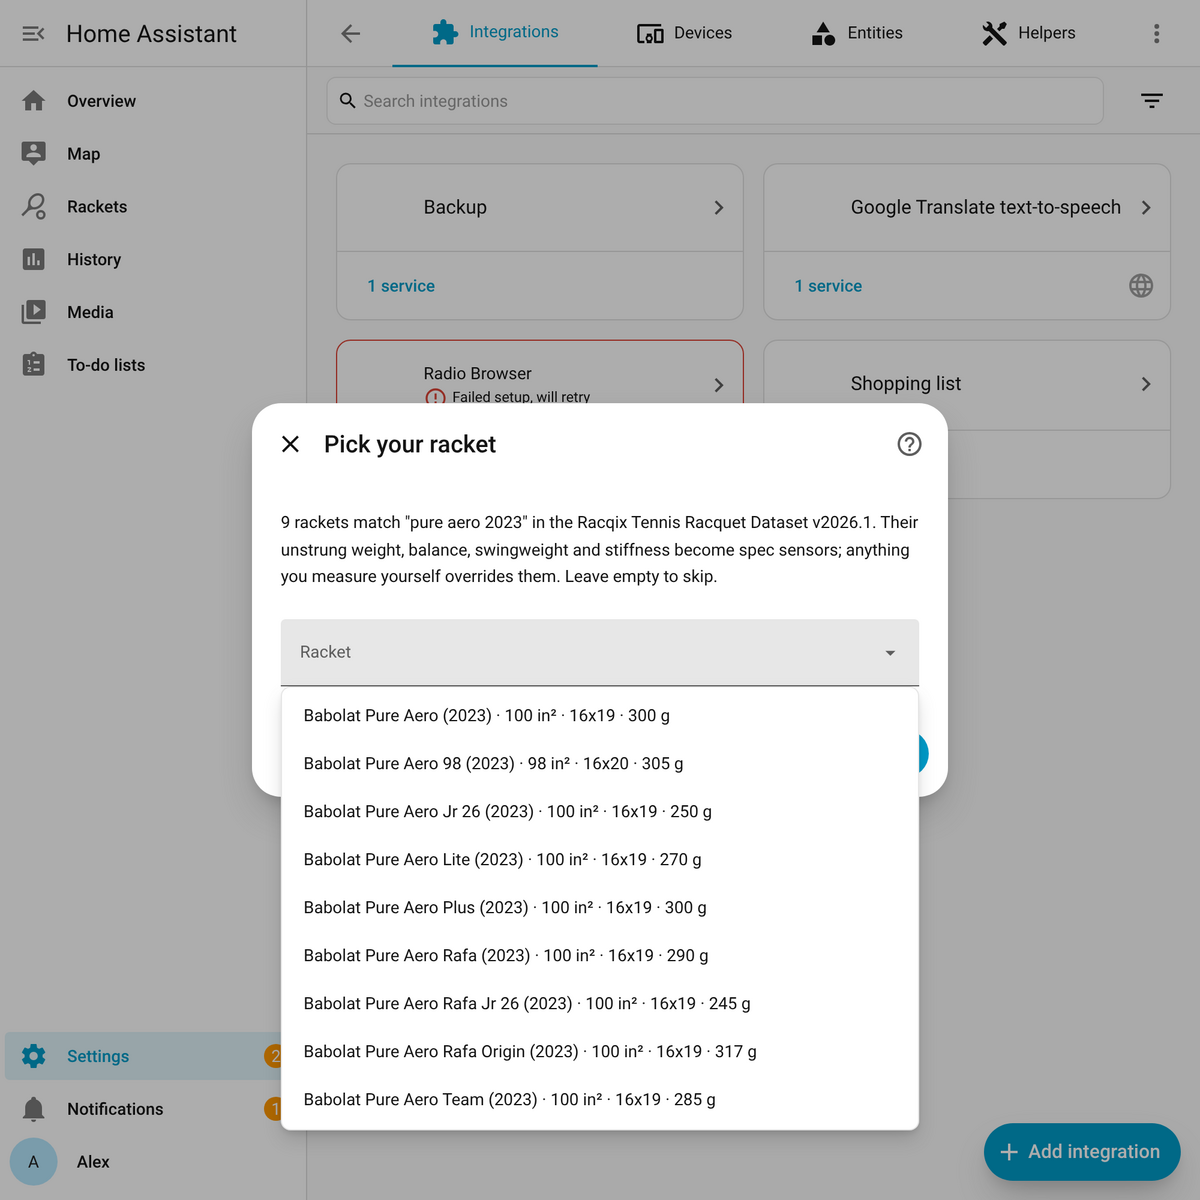 Home Assistant
Integrations
Devices
Entities
Helpers
Search integrations
Overview
Map
Rackets
History
Media
To-do lists
Backup
1 service
Google Translate text-to-speech
1 service
Radio Browser
Failed setup, will retry
Shopping list
Pick your racket
9 rackets match "pure aero 2023" in the Racqix Tennis Racquet Dataset v2026.1. Their
unstrung weight, balance, swingweight and stiffness become spec sensors; anything
you measure yourself overrides them. Leave empty to skip.
Racket
Babolat Pure Aero (2023) · 100 in² · 16x19 · 300 g
Babolat Pure Aero 98 (2023) · 98 in² · 16x20 · 305 g
Babolat Pure Aero Jr 26 (2023) · 100 in² · 16x19 · 250 g
Babolat Pure Aero Lite (2023) · 100 in² · 16x19 · 270 g
Babolat Pure Aero Plus (2023) · 100 in² · 16x19 · 300 g
Babolat Pure Aero Rafa (2023) · 100 in² · 16x19 · 290 g
Babolat Pure Aero Rafa Jr 26 (2023) · 100 in² · 16x19 · 245 g
Babolat Pure Aero Rafa Origin (2023) · 100 in² · 16x19 · 317 g
Babolat Pure Aero Team (2023) · 100 in² · 16x19 · 285 g
Settings
2
Notifications
1
A
Alex
Add integration